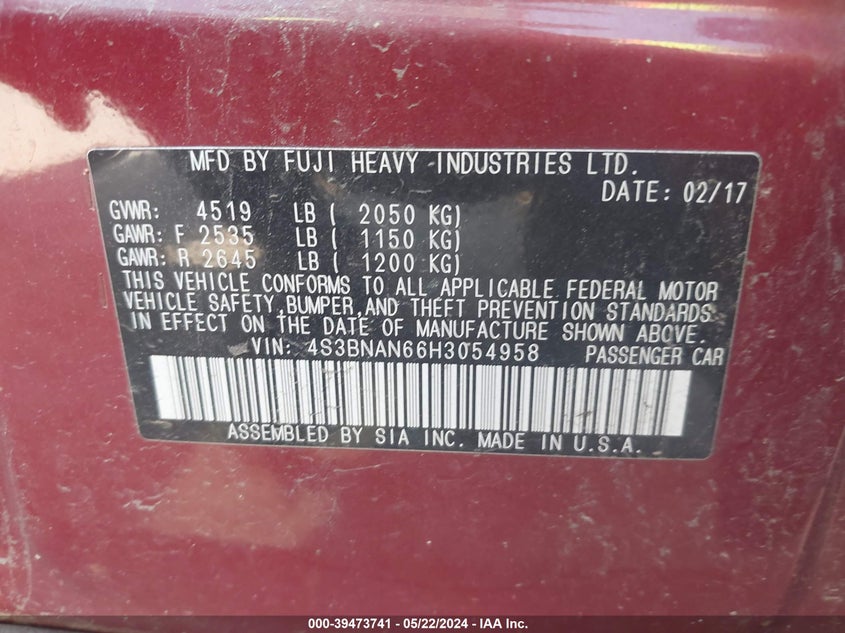 MFD BY FUJI HEAVY INDUSTRIES LTD.
DATE: 02/17
GVWR: 4519 LB ( 2050 KG)
GAWR: F 2535 LB ( 1150 KG)
GAWR: R 2645 LB ( 1200 KG)
THIS VEHICLE CONFORMS TO ALL APPLICABLE FEDERAL MOTOR
VEHICLE SAFETY,BUMPER,AND THEFT PREVENTION STANDARDS
IN EFFECT ON THE DATE OF MANUFACTURE SHOWN ABOVE.
VIN: 4S3BNAN66H3054958 PASSENGER CAR
ASSEMBLED BY SIA INC. MADE IN U.S.A.
000-39473741 - 05/22/2024 - IAA Inc.